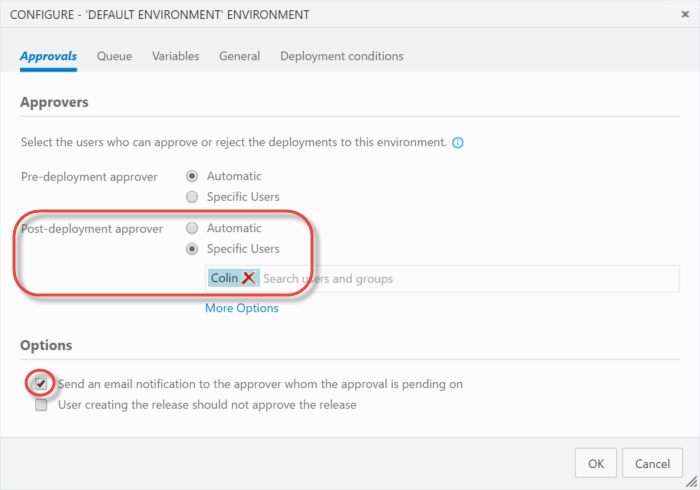 CONFIGURE - 'DEFAULT ENVIRONMENT' ENVIRONMENT
Approvals Queue Variables General Deployment conditions
Approvers
Select the users who can approve or reject the deployments to this environment.
Pre-deployment approver Automatic
Specific Users
Post-deployment approver Automatic
Specific Users
Colin Search users and groups
More Options
Options
Send an email notification to the approver whom the approval is pending on
User creating the release should not approve the release
OK Cancel